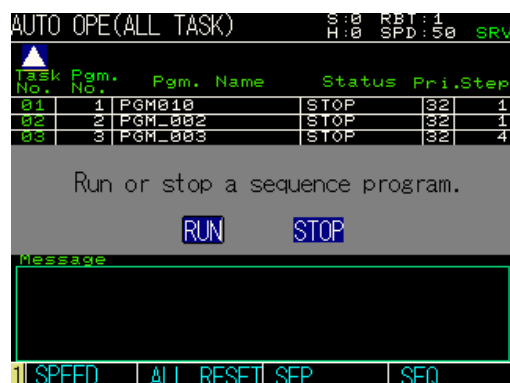 AUTO OPE(ALL TASK) S:0 RBT:1
H:0 SPD:50 SRV
Task Pgm. Pgm. Name Status Pri.Step
No. No.
01 1 PGM010 STOP 32 1
02 2 PGM_002 STOP 32 1
03 3 PGM_003 STOP 32 4
Run or stop a sequence program.
RUN STOP
Message
1 SPEED ALL RESET SEP SEQ